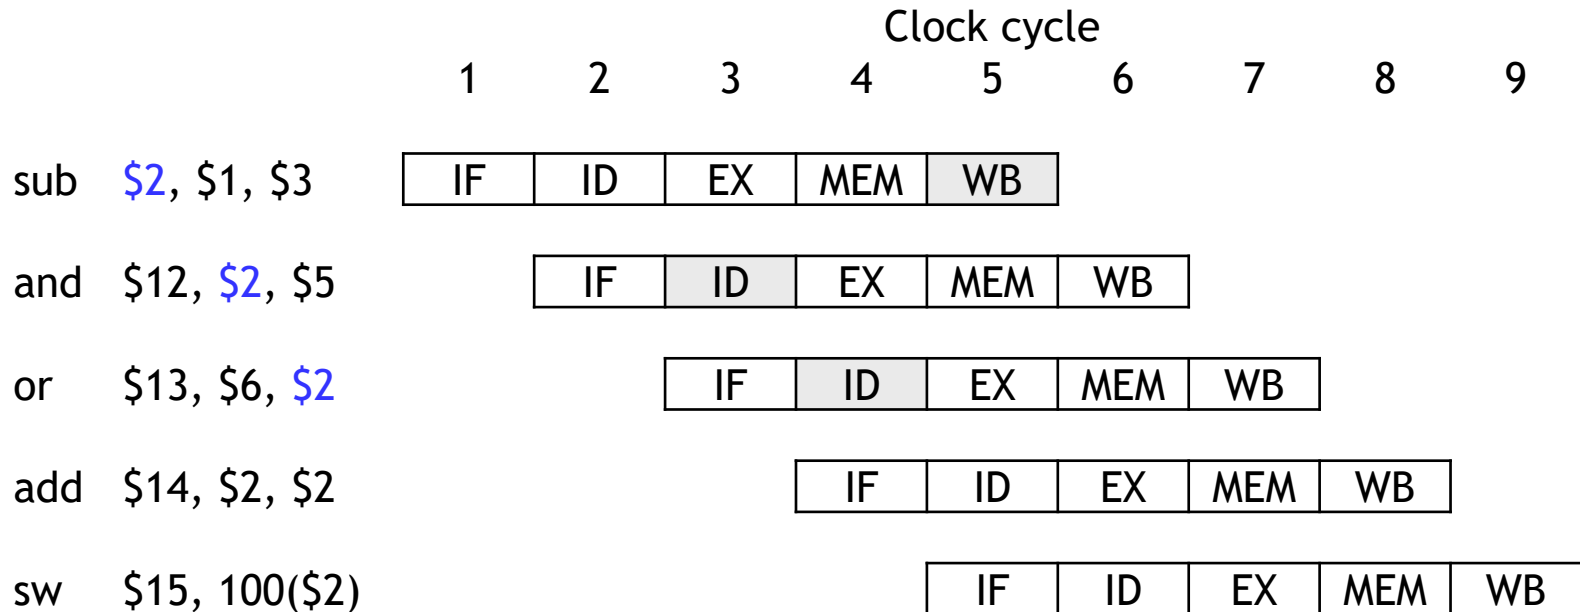 Clock cycle
1 2 3 4 5 6 7 8 9
sub $2, $1, $3 IF ID EX MEM WB
and $12, $2, $5 IF ID EX MEM WB
or $13, $6, $2 IF ID EX MEM WB
add $14, $2, $2 IF ID EX MEM WB
sw $15, 100($2) IF ID EX MEM WB